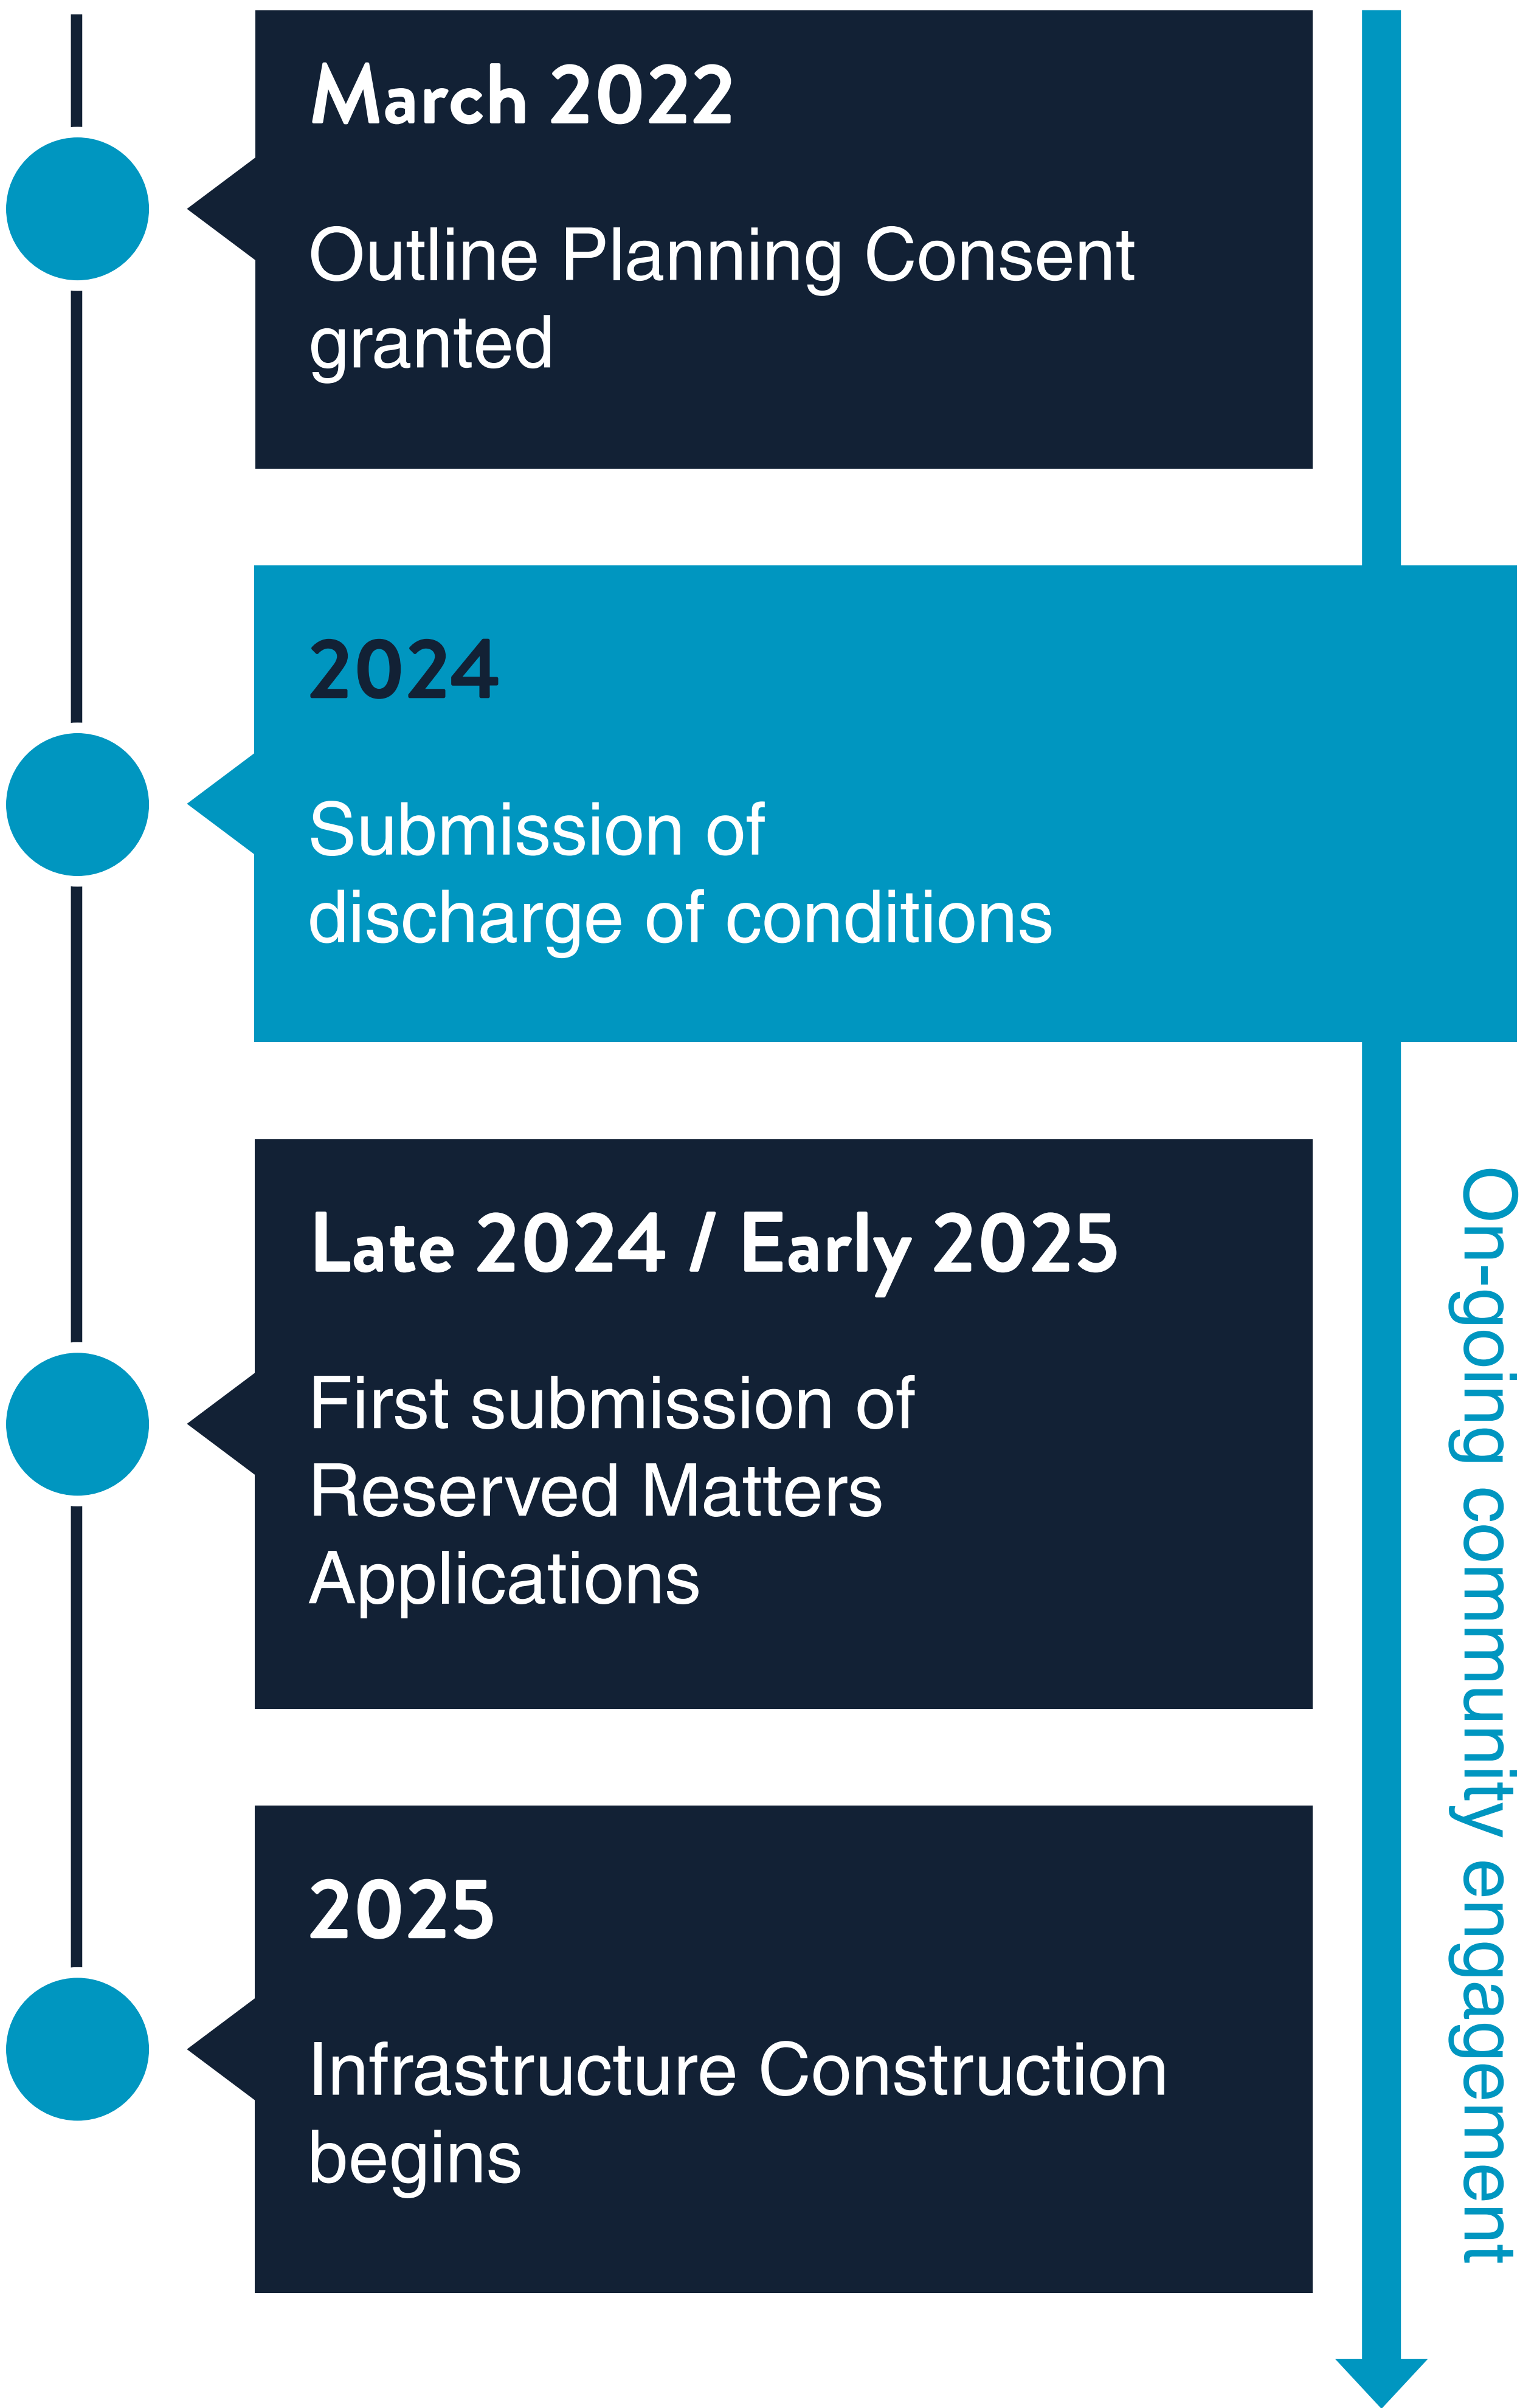 March 2022
Outline Planning Consent
granted
2024
Submission of
discharge of conditions
Late 2024 / Early 2025
First submission of
Reserved Matters
Applications
2025
Infrastructure Construction
begins
On-going community engagement